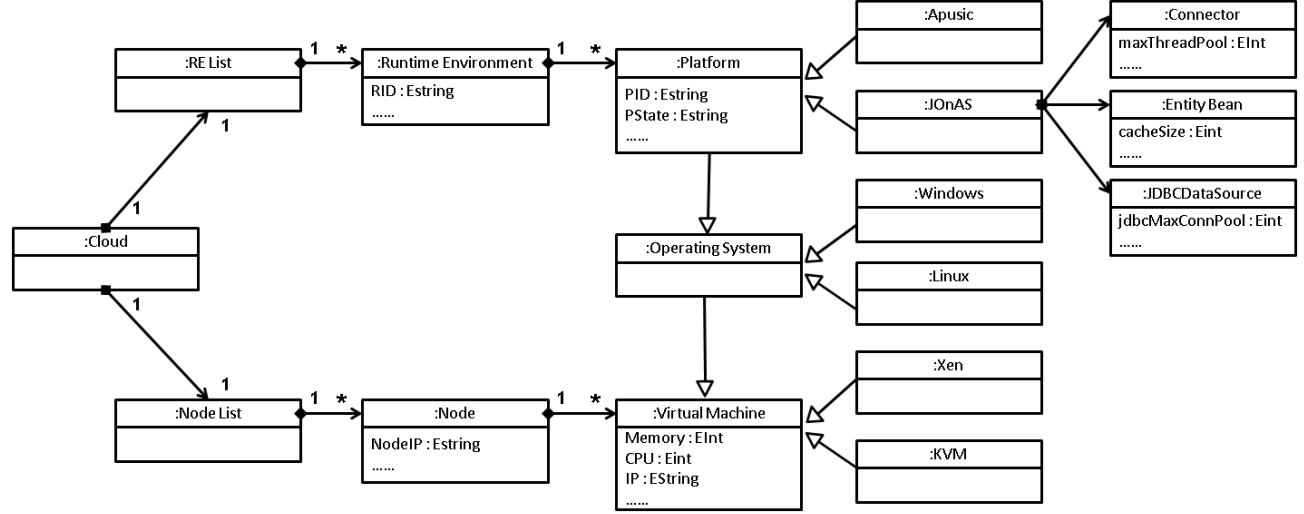 :RE List
1
*
:Runtime Environment
RID : Estring
......
1
*
:Platform
PID : Estring
PState : Estring
......
:Apusic
:JOnAS
:Connector
maxThreadPool : EInt
......
:Entity Bean
cacheSize : Eint
......
:JDBCDataSource
jdbcMaxConnPool : Eint
......
1
1
:Cloud
1
1
:Operating System
:Windows
:Linux
:Node List
1
*
:Node
NodeIP : Estring
......
1
*
:Virtual Machine
Memory : EInt
CPU : Eint
IP : EString
......
:Xen
:KVM